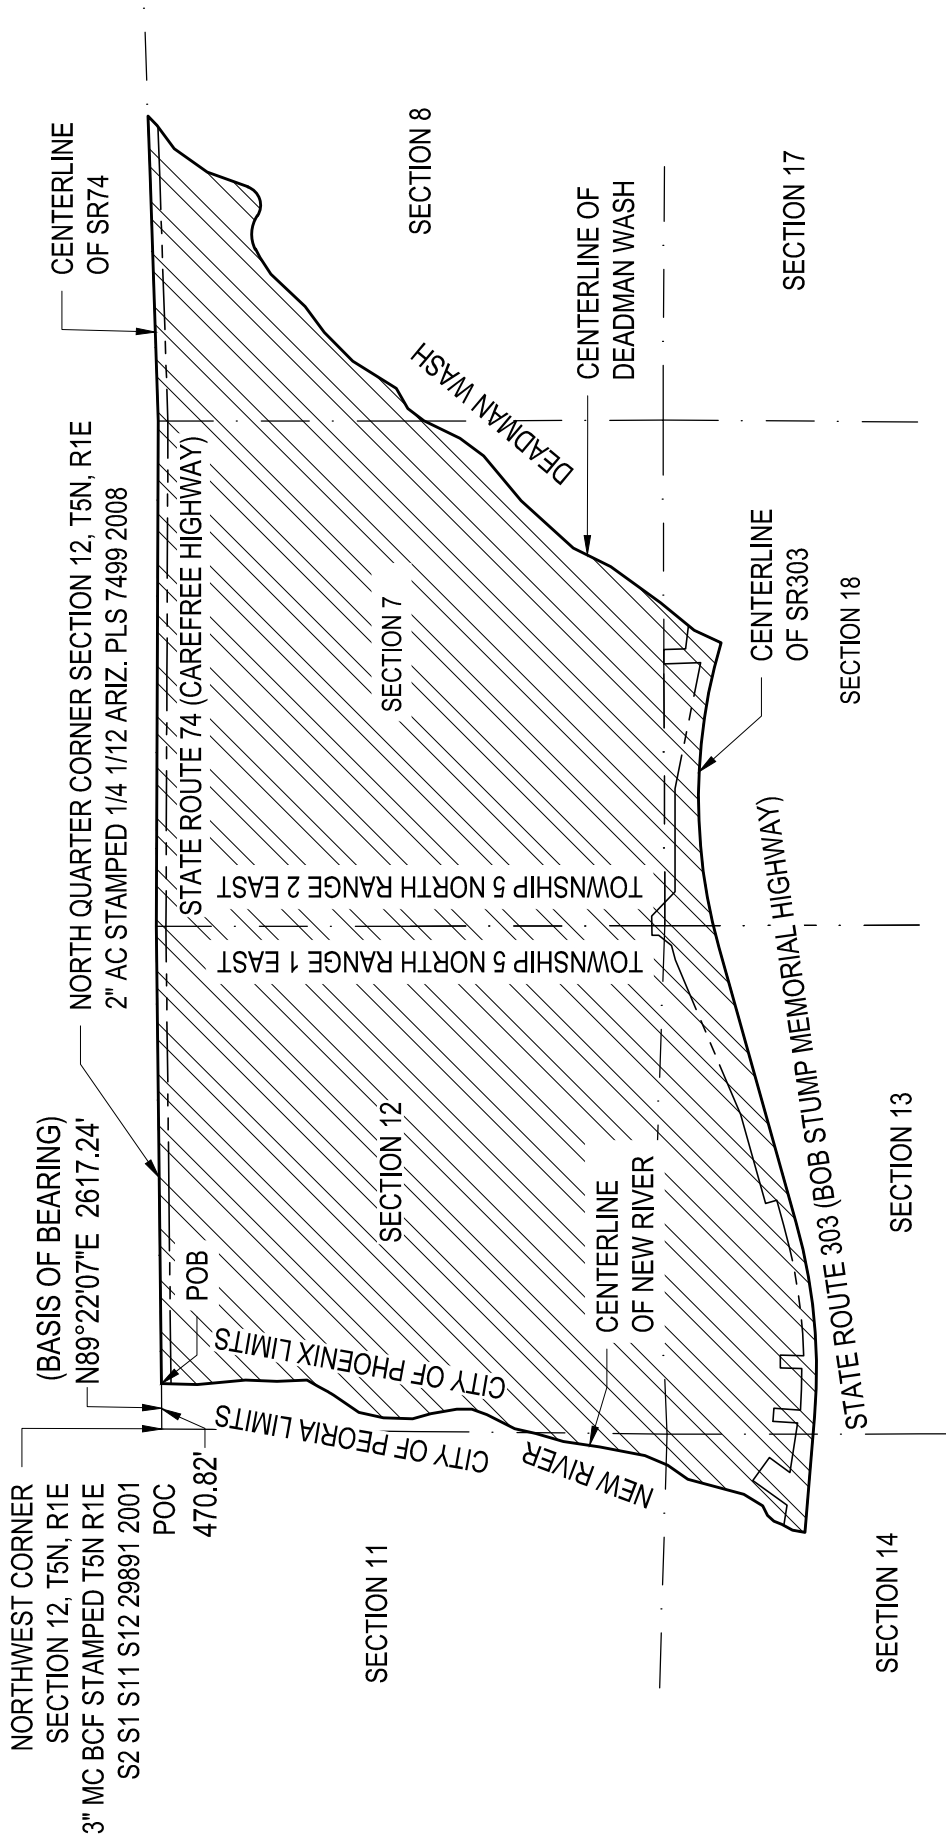 NORTHWEST CORNER
SECTION 12, T5N, R1E
3" MC BCF STAMPED T5N R1E
S2 S1 S11 S12 29891 2001
POC
470.82'
(BASIS OF BEARING)
N89°22'07"E 2617.24'
NORTH QUARTER CORNER SECTION 12, T5N, R1E
2" AC STAMPED 1/4 1/12 ARIZ. PLS 7499 2008
CENTERLINE
OF SR74
POB
STATE ROUTE 74 (CAREFREE HIGHWAY)
CITY OF PHOENIX LIMITS
CITY OF PEORIA LIMITS
NEW RIVER
SECTION 11
SECTION 12
SECTION 7
SECTION 8
TOWNSHIP 5 NORTH RANGE 1 EAST
TOWNSHIP 5 NORTH RANGE 2 EAST
DEADMAN WASH
CENTERLINE
OF NEW RIVER
CENTERLINE OF
DEADMAN WASH
CENTERLINE
OF SR303
STATE ROUTE 303 (BOB STUMP MEMORIAL HIGHWAY)
SECTION 14
SECTION 13
SECTION 18
SECTION 17